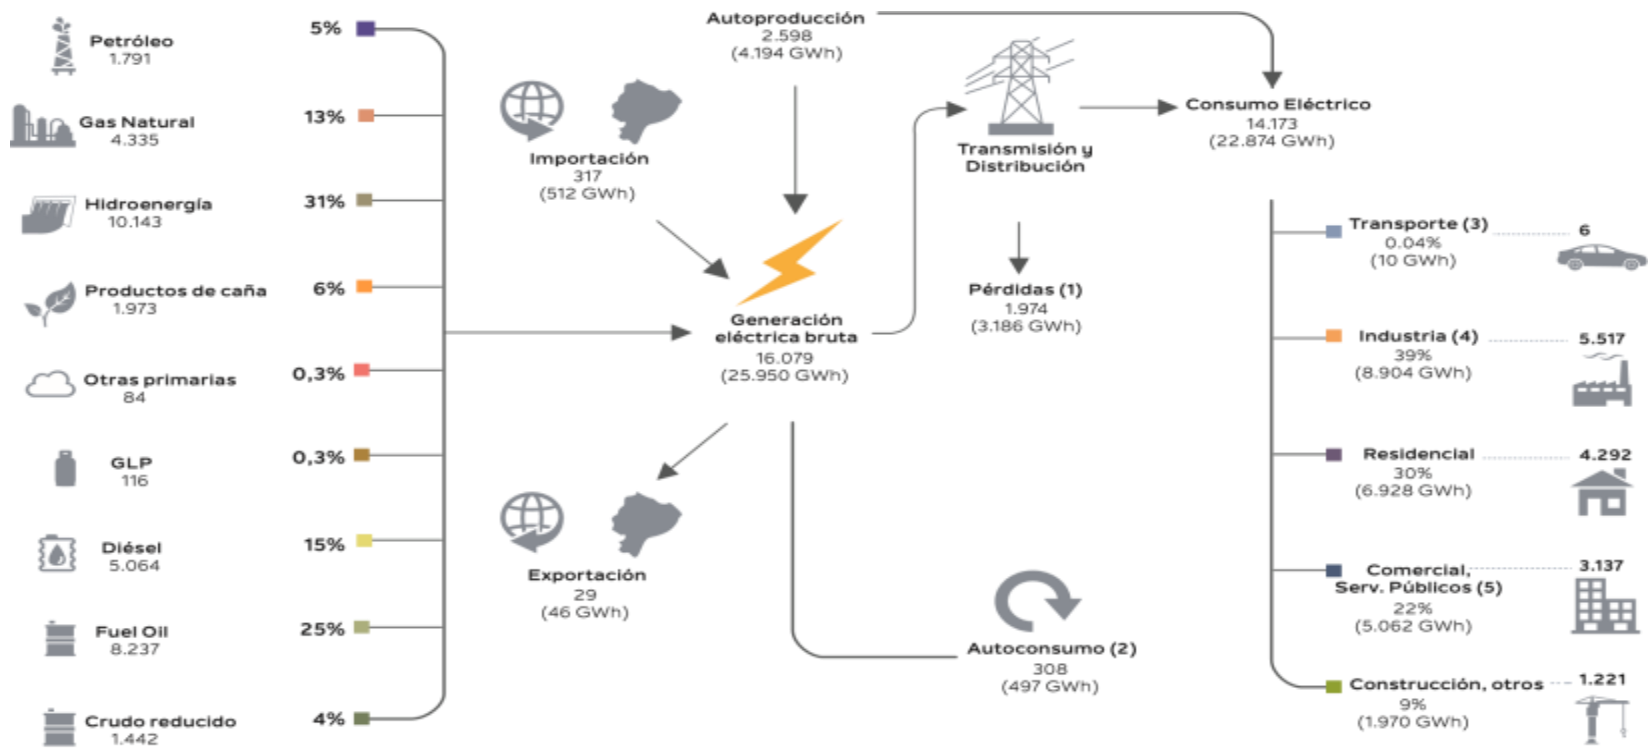 Petróleo
1.791
5%
Gas Natural
4.335
13%
Hidroenergía
10.143
31%
Productos de caña
1.973
6%
Otras primarias
84
0,3%
GLP
116
0,3%
Diésel
5.064
15%
Fuel Oil
8.237
25%
Crudo reducido
1.442
4%
Importación
317
(512 GWh)
Autoproducción
2.598
(4.194 GWh)
Generación
eléctrica bruta
16.079
(25.950 GWh)
Exportación
29
(46 GWh)
Transmisión y
Distribución
Pérdidas (1)
1.974
(3.186 GWh)
Autoconsumo (2)
308
(497 GWh)
Consumo Eléctrico
14.173
(22.874 GWh)
Transporte (3)
6
0.04%
(10 GWh)
Industria (4)
5.517
39%
(8.904 GWh)
Residencial
4.292
30%
(6.928 GWh)
Comercial,
3.137
Serv. Públicos (5)
22%
(5.062 GWh)
Construcción, otros
1.221
9%
(1.970 GWh)